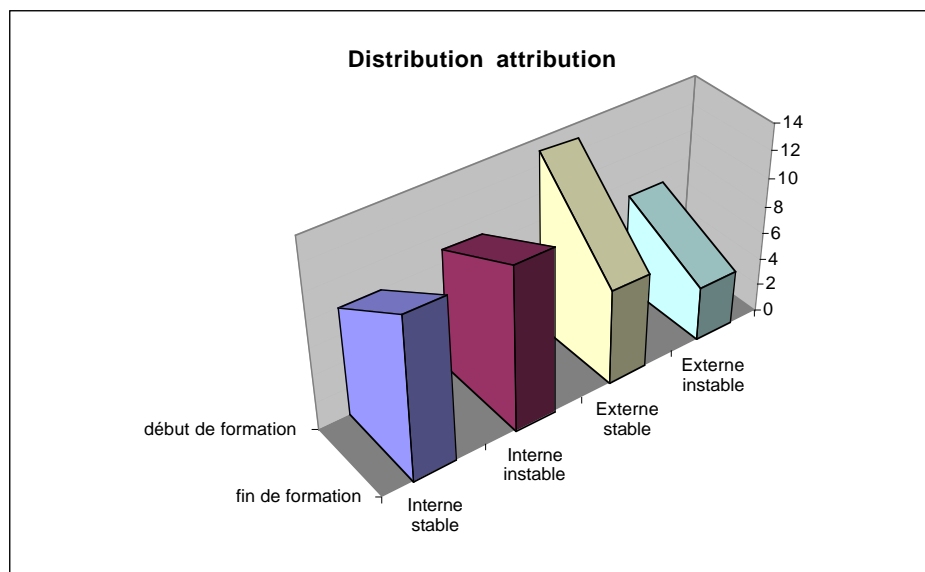 Distribution attribution
14
12
10
8
6
4
2
0
début de formation
fin de formation
Interne
stable
Interne
instable
Externe
stable
Externe
instable